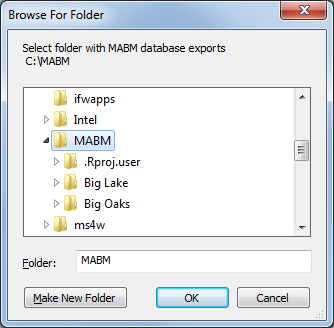 Browse For Folder
Select folder with MABM database exports
C:\MABM
ifwapps
Intel
MABM
.Rproj.user
Big Lake
Big Oaks
ms4w
Folder: MABM
Make New Folder OK Cancel